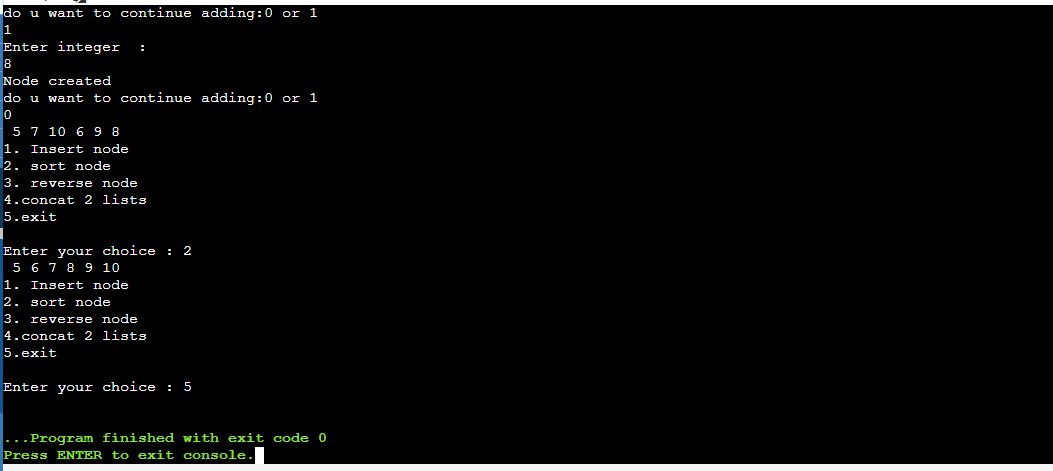 do u want to continue adding:0 or 1
1
Enter integer  :
8
Node created
do u want to continue adding:0 or 1
0
 5 7 10 6 9 8
1. Insert node
2. sort node
3. reverse node
4.concat 2 lists
5.exit
Enter your choice : 2
 5 6 7 8 9 10
1. Insert node
2. sort node
3. reverse node
4.concat 2 lists
5.exit
Enter your choice : 5
...Program finished with exit code 0
Press ENTER to exit console.